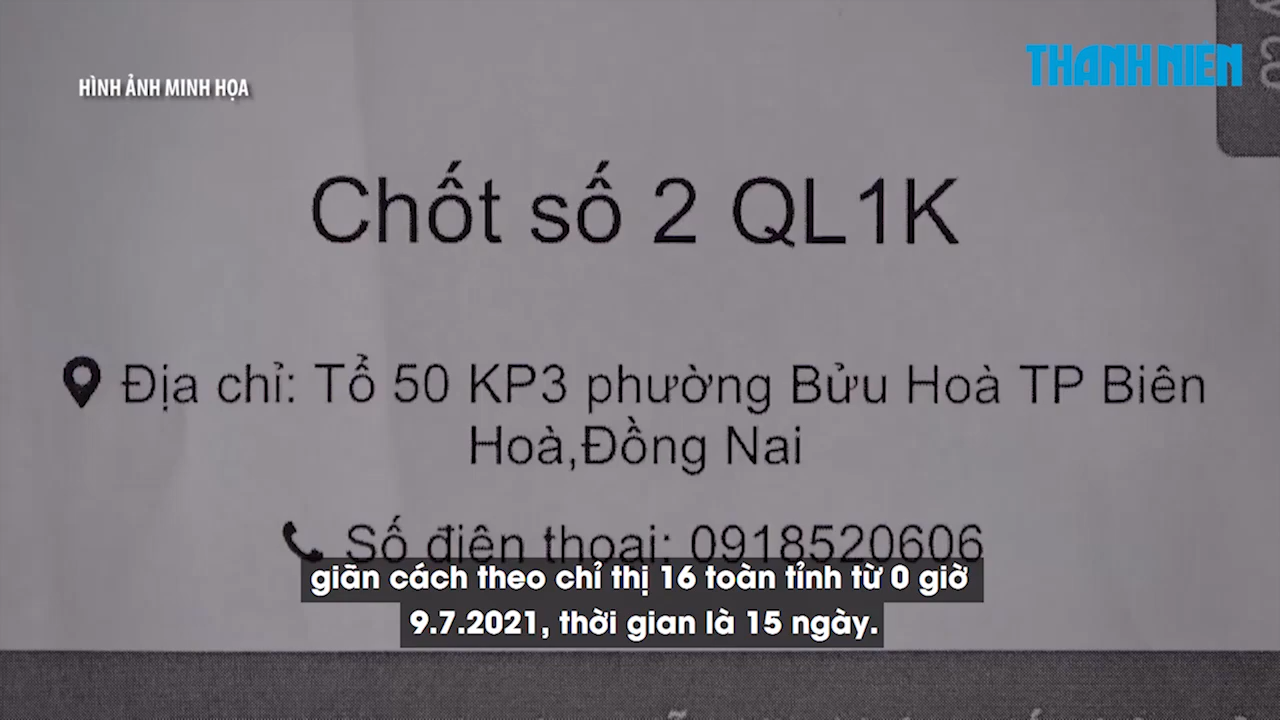 HÌNH ẢNH MINH HỌA
THANH NIEN
Chốt số 2 QL1K
Địa chỉ: Tổ 50 KP3 phường Bửu Hoà TP Biên
Hoà,Đồng Nai
Số điện thoại: 0918520606
giãn cách theo chỉ thị 16 toàn tỉnh từ 0 giờ
9.7.2021, thời gian là 15 ngày.